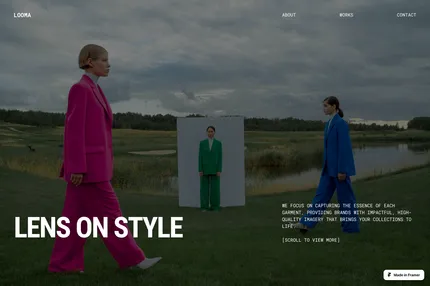 LOOMA
ABOUT
WORKS
CONTACT
WE FOCUS ON CAPTURING THE ESSENCE OF EACH
GARMENT, PROVIDING BRANDS WITH IMPACTFUL, HIGH-
QUALITY IMAGERY THAT BRINGS YOUR COLLECTIONS TO
LIFE.
LENS ON STYLE
[SCROLL TO VIEW MORE]
Made in Framer